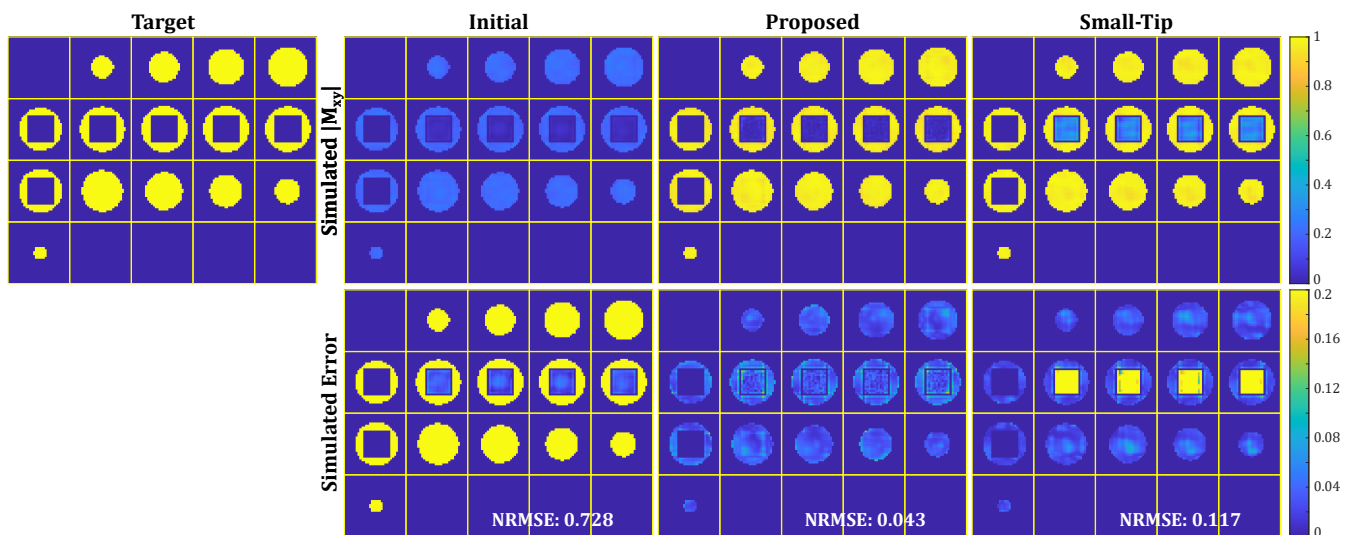 Target
Initial
Proposed
Small-Tip
Simulated |Mxy|
1
0.8
0.6
0.4
0.2
0
Simulated Error
0.2
0.16
0.12
0.08
0.04
0
NRMSE: 0.728
NRMSE: 0.043
NRMSE: 0.117